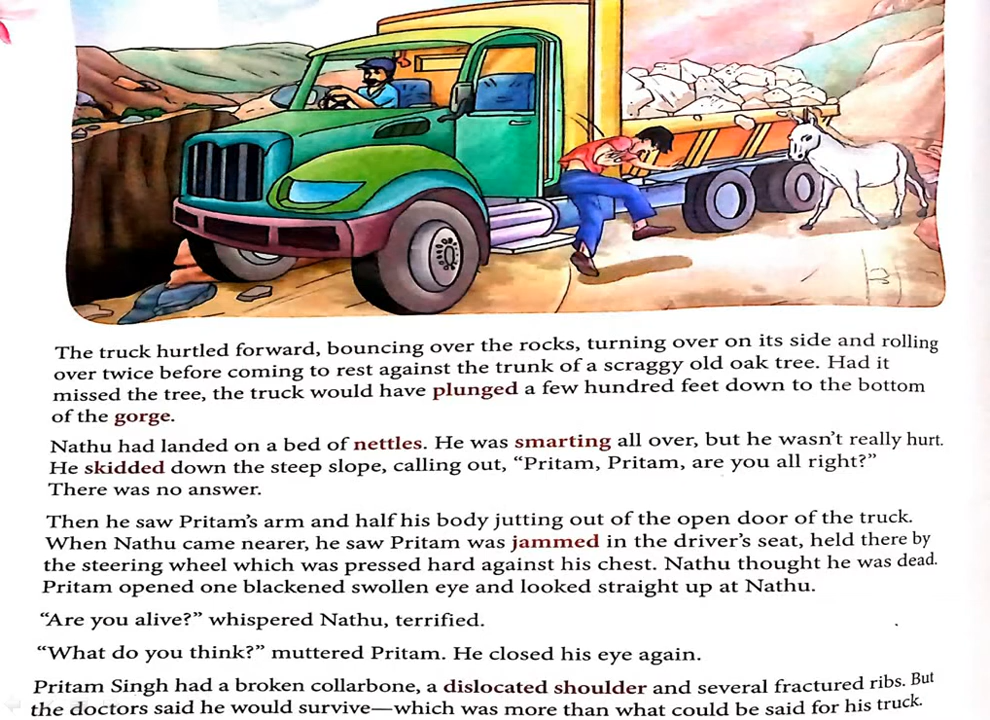 The truck hurtled forward, bouncing over the rocks, turning over on its side and rolling
over twice before coming to rest against the trunk of a scraggy old oak tree. Had it
missed the tree, the truck would have plunged a few hundred feet down to the bottom
of the gorge.
Nathu had landed on a bed of nettles. He was smarting all over, but he wasn't really hurt.
He skidded down the steep slope, calling out, “Pritam, Pritam, are you all right?”
There was no answer.
Then he saw Pritam's arm and half his body jutting out of the open door of the truck.
When Nathu came nearer, he saw Pritam was jammed in the driver's seat, held there by
the steering wheel which was pressed hard against his chest. Nathu thought he was dead.
Pritam opened one blackened swollen eye and looked straight up at Nathu.
“Are you alive?” whispered Nathu, terrified.
“What do you think?” muttered Pritam. He closed his eye again.
Pritam Singh had a broken collarbone, a dislocated shoulder and several fractured ribs. But
the doctors said he would survive—which was more than what could be said for his truck.